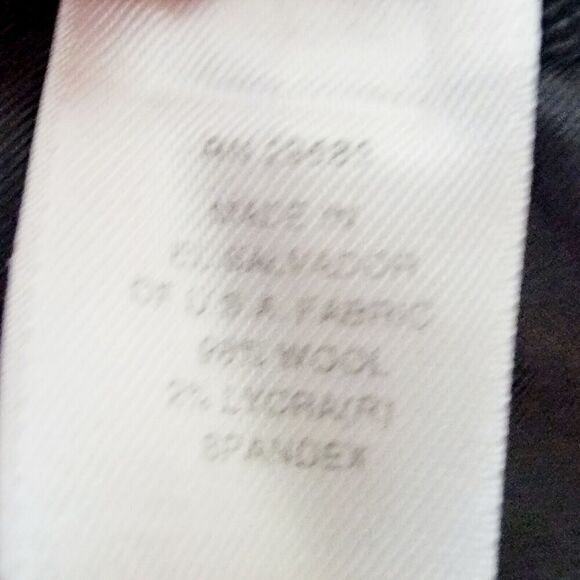 MADE IN
EL SALVADOR
OF U.S.A. FABRIC
98% WOOL
2% LYCRA(R)
SPANDEX